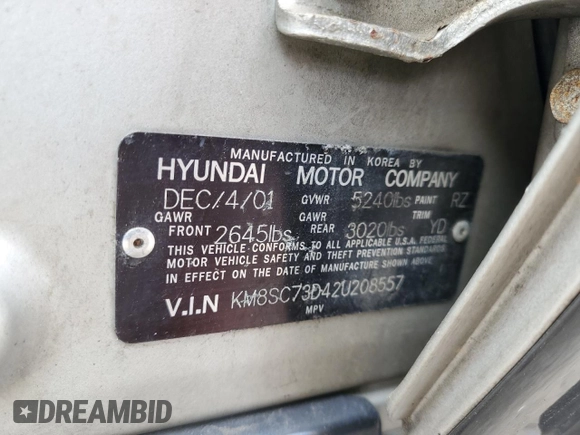 MANUFACTURED IN KOREA BY
HYUNDAI MOTOR COMPANY
DEC/4/01 GVWR 5240lbs PAINT RZ
GAWR FRONT 2645lbs GAWR REAR 3020lbs TRIM YD
THIS VEHICLE CONFORMS TO ALL APPLICABLE U.S.A. FEDERAL
MOTOR VEHICLE SAFETY AND THEFT PREVENTION STANDARDS
IN EFFECT ON THE DATE OF MANUFACTURE SHOWN ABOVE.
V.I.N KM8SC73D42U208557
MPV
DREAMBID